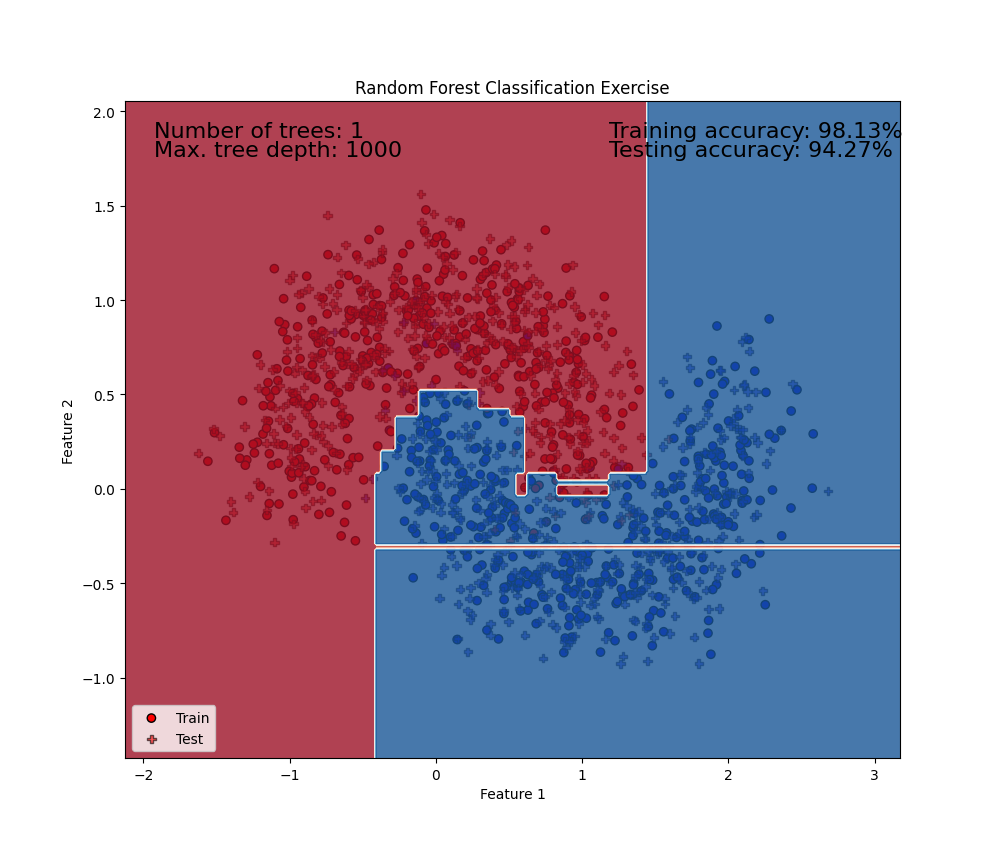 Random Forest Classification Exercise
Number of trees: 1
Max. tree depth: 1000
Training accuracy: 98.13%
Testing accuracy: 94.27%
2.0
1.5
1.0
0.5
0.0
−0.5
−1.0
Feature 2
Train
Test
−2
−1
0
1
2
3
Feature 1